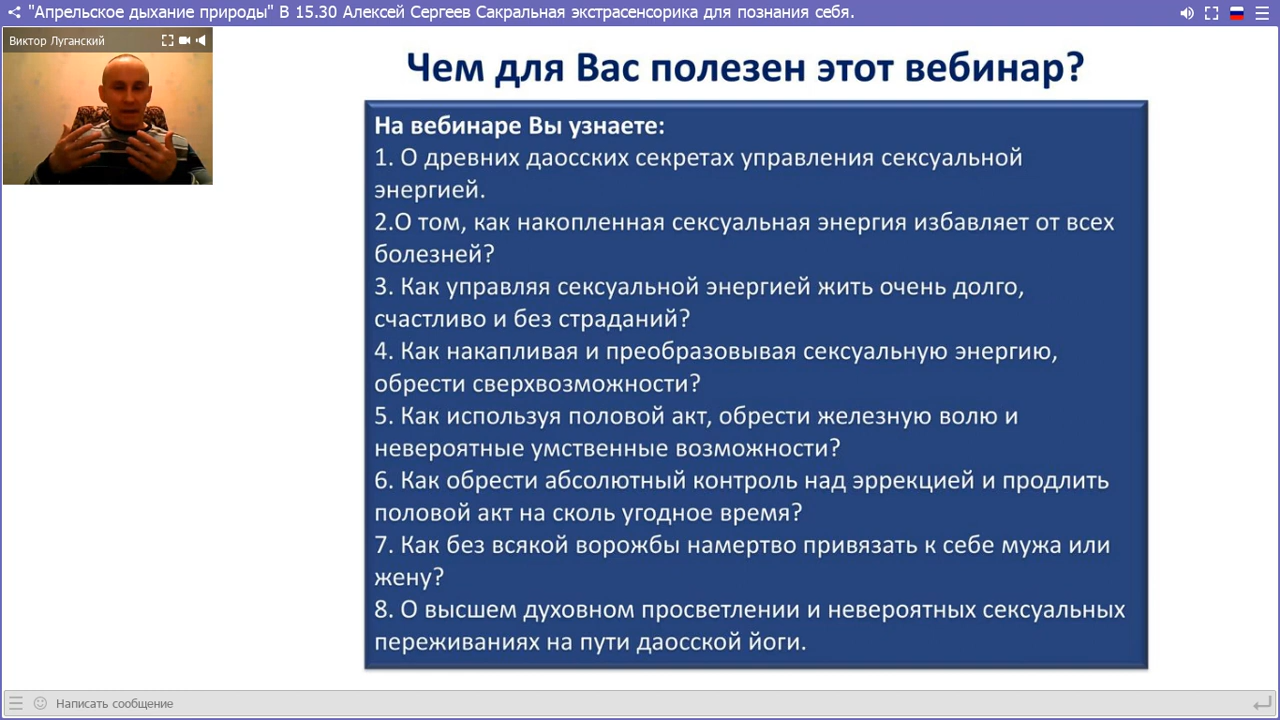 "Апрельское дыхание природы" В 15.30 Алексей Сергеев Сакральная экстрасенсорика для познания себя.
Виктор Луганский
Чем для Вас полезен этот вебинар?
На вебинаре Вы узнаете:
1. О древних даосских секретах управления сексуальной
энергией.
2.О том, как накопленная сексуальная энергия избавляет от всех
болезней?
3. Как управляя сексуальной энергией жить очень долго,
счастливо и без страданий?
4. Как накапливая и преобразовывая сексуальную энергию,
обрести сверхвозможности?
5. Как используя половой акт, обрести железную волю и
невероятные умственные возможности?
6. Как обрести абсолютный контроль над эррекцией и продлить
половой акт на сколь угодное время?
7. Как без всякой ворожбы намертво привязать к себе мужа или
жену?
8. О высшем духовном просветлении и невероятных сексуальных
переживаниях на пути даосской йоги.
Написать сообщение